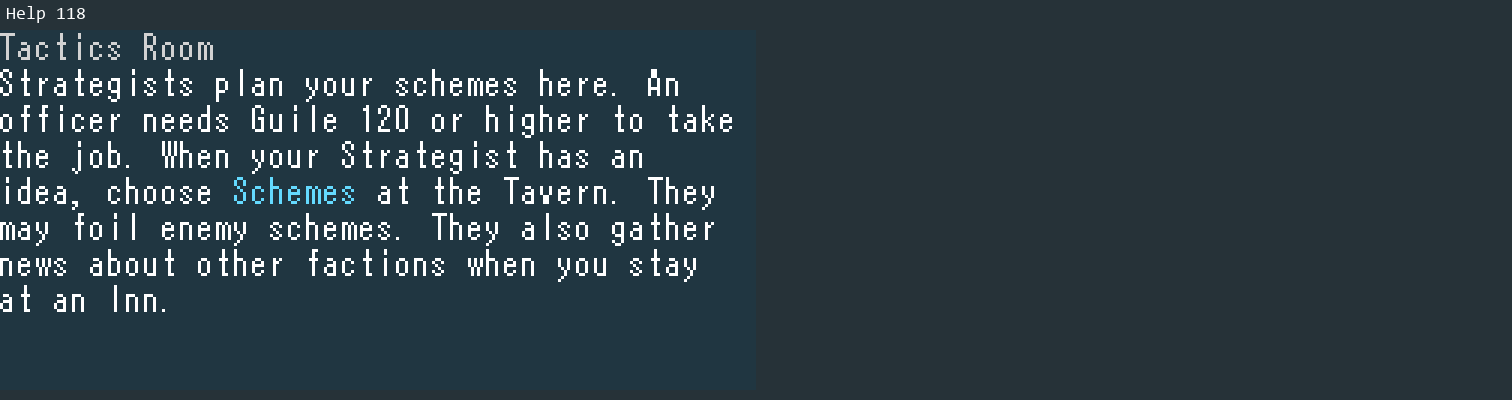 Help 118
Tactics Room
Strategists plan your schemes here. An
officer needs Guile 120 or higher to take
the job. When your Strategist has an
idea, choose Schemes at the Tavern. They
may foil enemy schemes. They also gather
news about other factions when you stay
at an Inn.